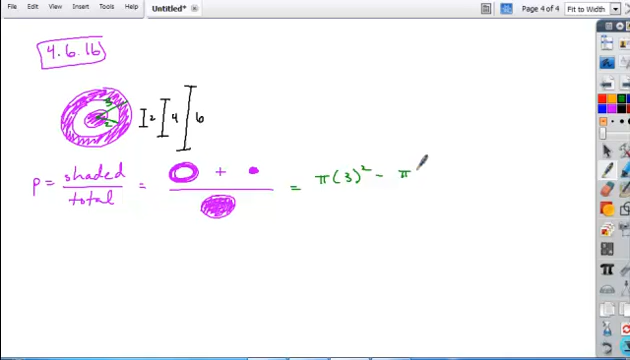 File Edit View Insert Tools Help Untitled* Page 4 of 4 Fit to Width
4.6.16
3
2
2 4 6
p = shaded / total = + = π(3)² - π